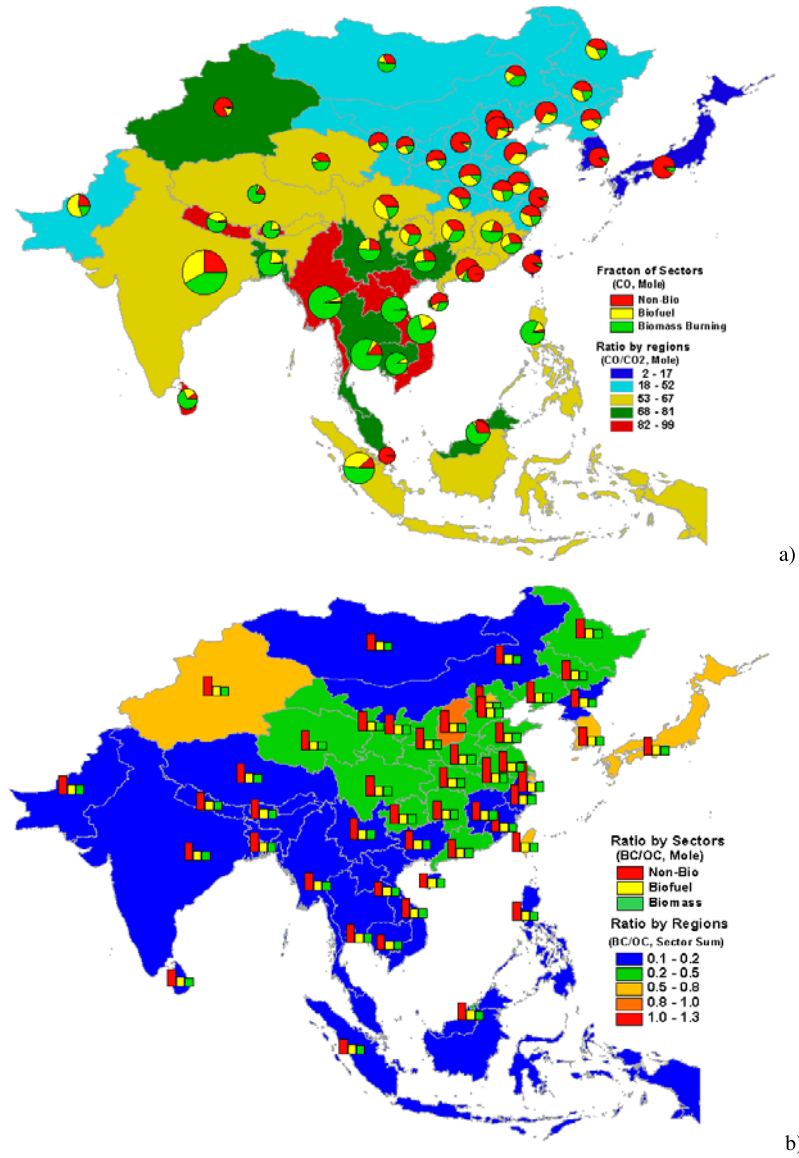 Fracton of Sectors
(CO, Mole)
Non-Bio
Biofuel
Biomass Burning
Ratio by regions
(CO/CO2, Mole)
2 - 17
18 - 52
53 - 67
68 - 81
82 - 99
a)
Ratio by Sectors
(BC/OC, Mole)
Non-Bio
Biofuel
Biomass
Ratio by Regions
(BC/OC, Sector Sum)
0.1 - 0.2
0.2 - 0.5
0.5 - 0.8
0.8 - 1.0
1.0 - 1.3
b)